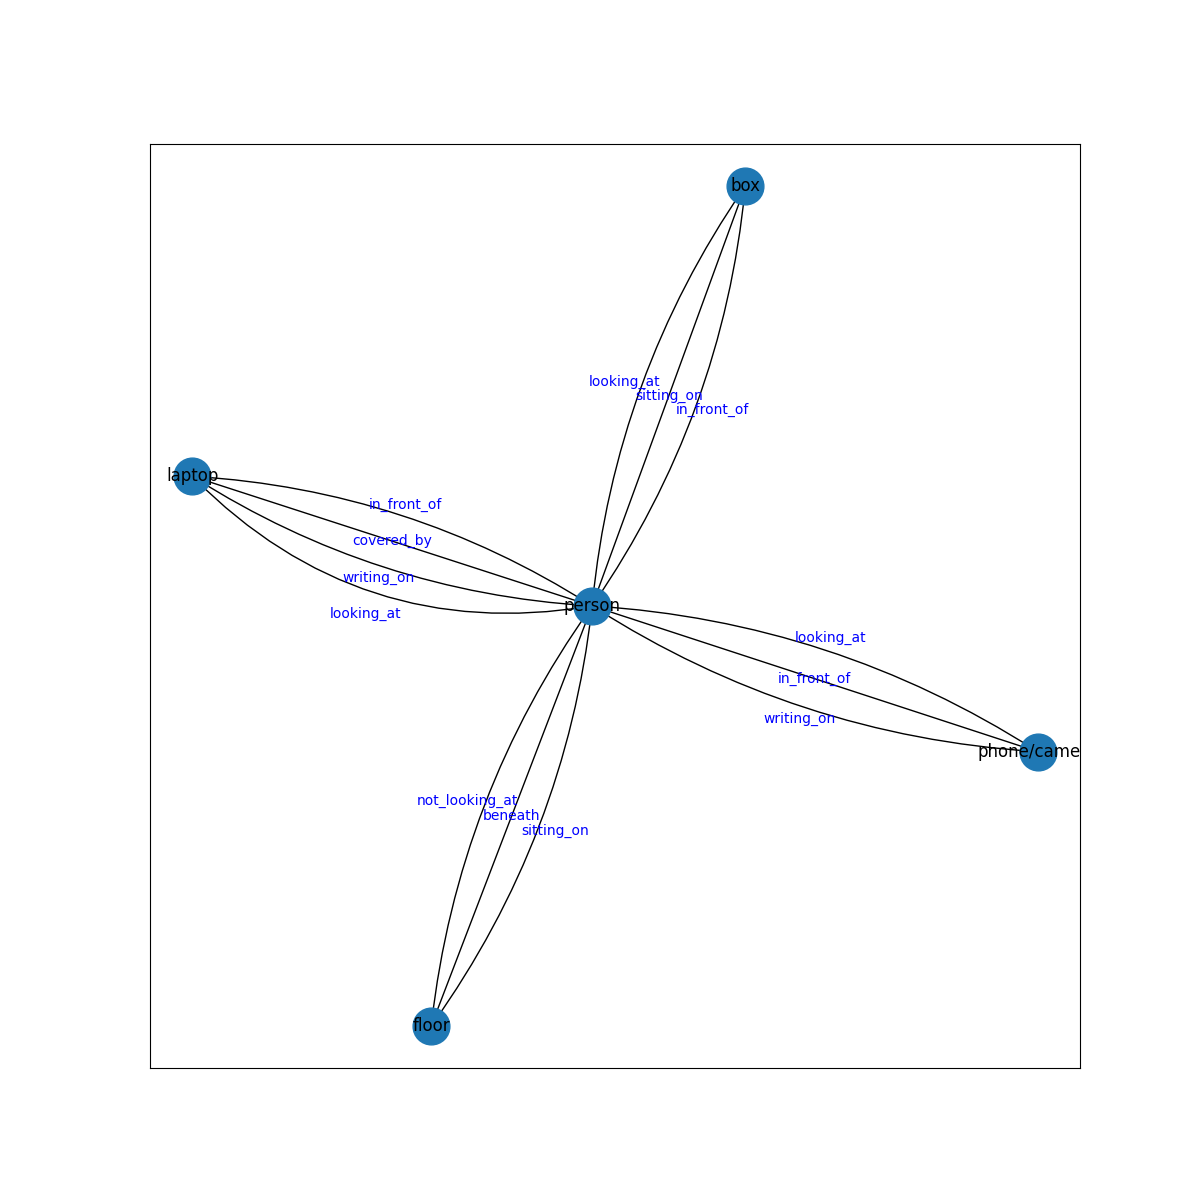 box
looking_at
sitting_on
in_front_of
laptop
in_front_of
covered_by
writing_on
looking_at
person
looking_at
in_front_of
writing_on
phone/came
not_looking_at
beneath
sitting_on
floor